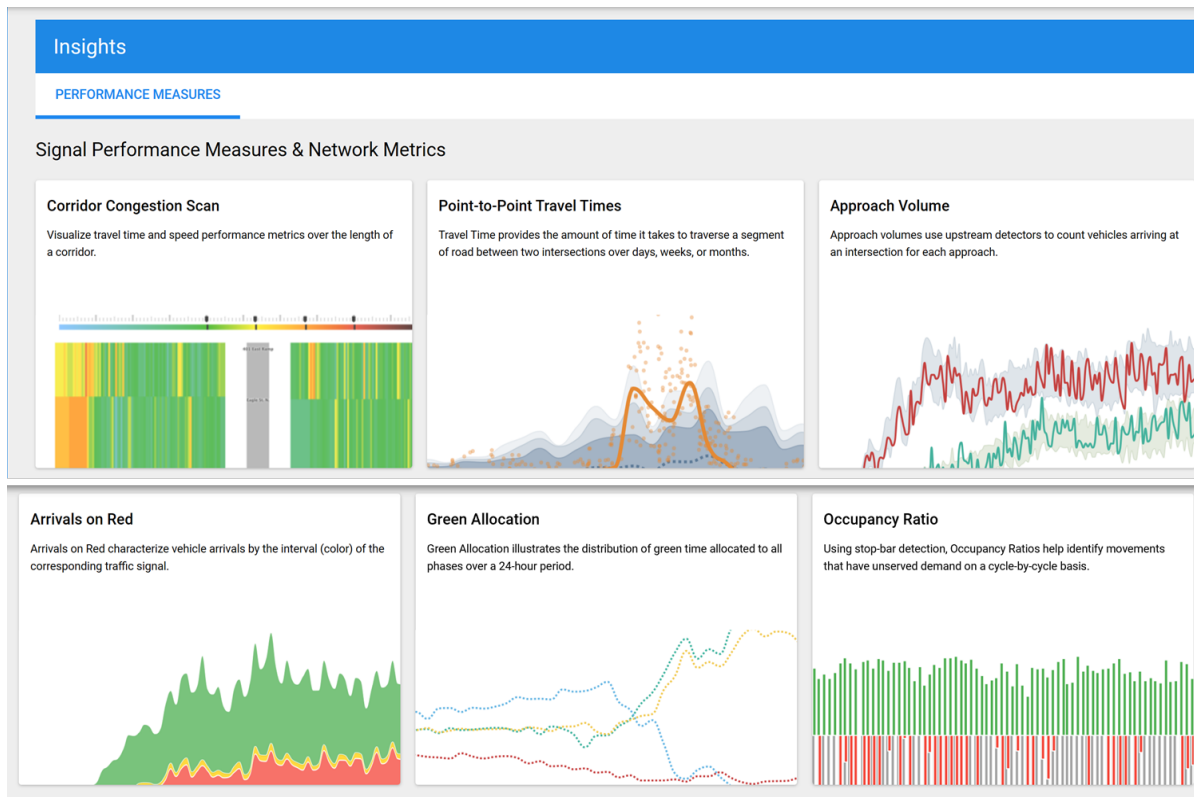 Insights
PERFORMANCE MEASURES
Signal Performance Measures & Network Metrics
Corridor Congestion Scan
Visualize travel time and speed performance metrics over the length of
a corridor.
Point-to-Point Travel Times
Travel Time provides the amount of time it takes to traverse a segment
of road between two intersections over days, weeks, or months.
Approach Volume
Approach volumes use upstream detectors to count vehicles arriving at
an intersection for each approach.
Arrivals on Red
Arrivals on Red characterize vehicle arrivals by the interval (color) of the
corresponding traffic signal.
Green Allocation
Green Allocation illustrates the distribution of green time allocated to all
phases over a 24-hour period.
Occupancy Ratio
Using stop-bar detection, Occupancy Ratios help identify movements
that have unserved demand on a cycle-by-cycle basis.